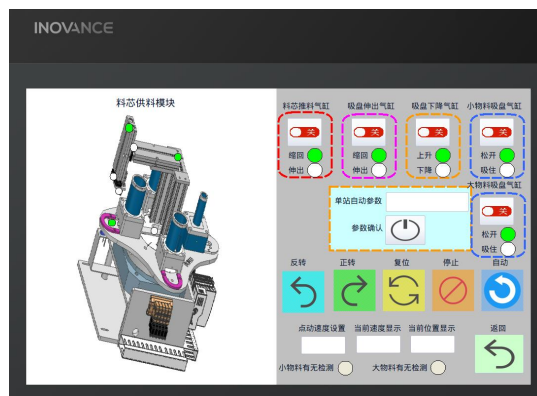 INOVANCE
料芯供料模块
料芯推料气缸 吸盘伸出气缸 吸盘下降气缸 小物料吸盘气缸
关 关 关 关
缩回 缩回 上升 松开
伸出 伸出 下降 吸住
大物料吸盘气缸
关
松开
吸住
单站自动参数
参数确认
反转 正转 复位 停止 自动
点动速度设置 当前速度显示 当前位置显示 返回
小物料有无检测 大物料有无检测